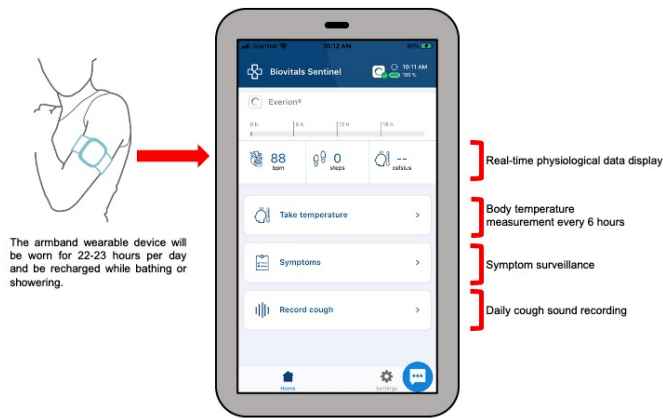 StarHub 10:12 AM 91%
Biovitals Sentinel 10:11 AM
100 %
Everion®
0 h 6 h 12 h 18 h
88 0 --
bpm steps celsius
Take temperature
Symptoms
Record cough
Home Settings
The armband wearable device will
be worn for 22-23 hours per day
and be recharged while bathing or
showering.
Real-time physiological data display
Body temperature
measurement every 6 hours
Symptom surveillance
Daily cough sound recording